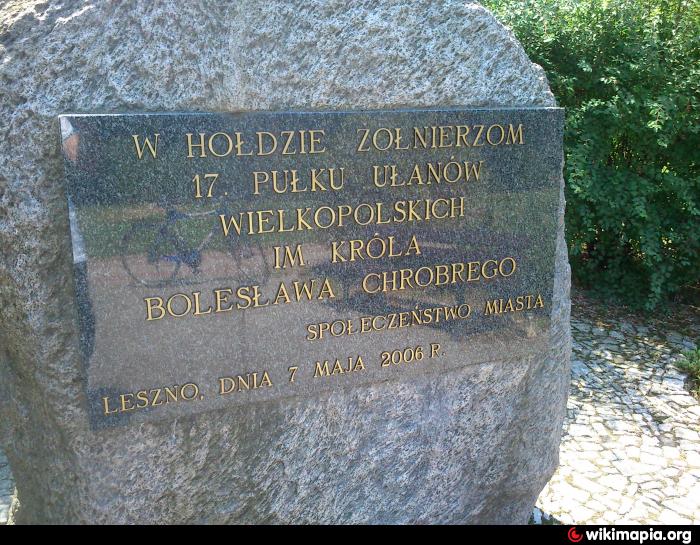 W HOŁDZIE ŻOŁNIERZOM
17. PUŁKU UŁANÓW
WIELKOPOLSKICH
IM. KRÓLA
BOLESŁAWA CHROBREGO
SPOŁECZEŃSTWO MIASTA
LESZNO, DNIA 7 MAJA 2006 R.
wikimapia.org